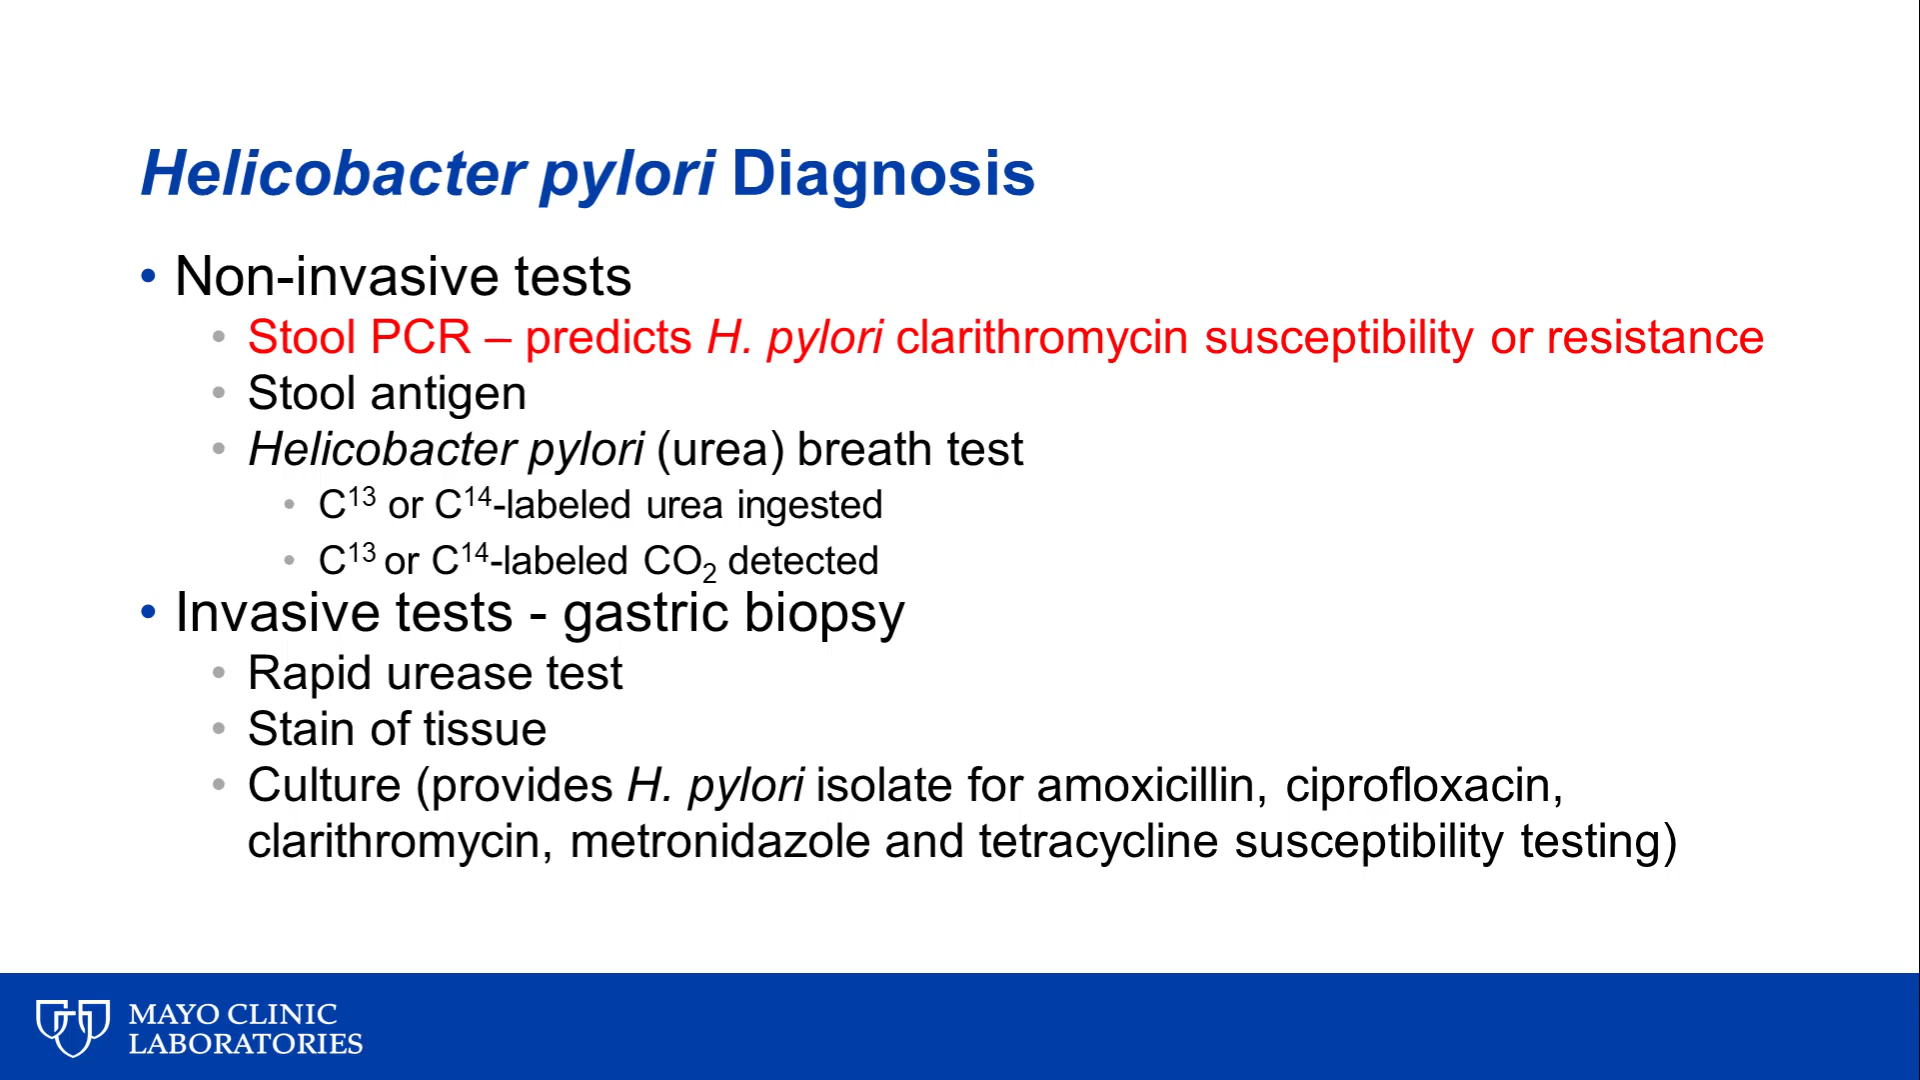 Helicobacter pylori Diagnosis
• Non-invasive tests
• Stool PCR – predicts H. pylori clarithromycin susceptibility or resistance
• Stool antigen
• Helicobacter pylori (urea) breath test
• C¹³ or C¹⁴-labeled urea ingested
• C¹³ or C¹⁴-labeled CO₂ detected
• Invasive tests - gastric biopsy
• Rapid urease test
• Stain of tissue
• Culture (provides H. pylori isolate for amoxicillin, ciprofloxacin,
clarithromycin, metronidazole and tetracycline susceptibility testing)
MAYO CLINIC
LABORATORIES